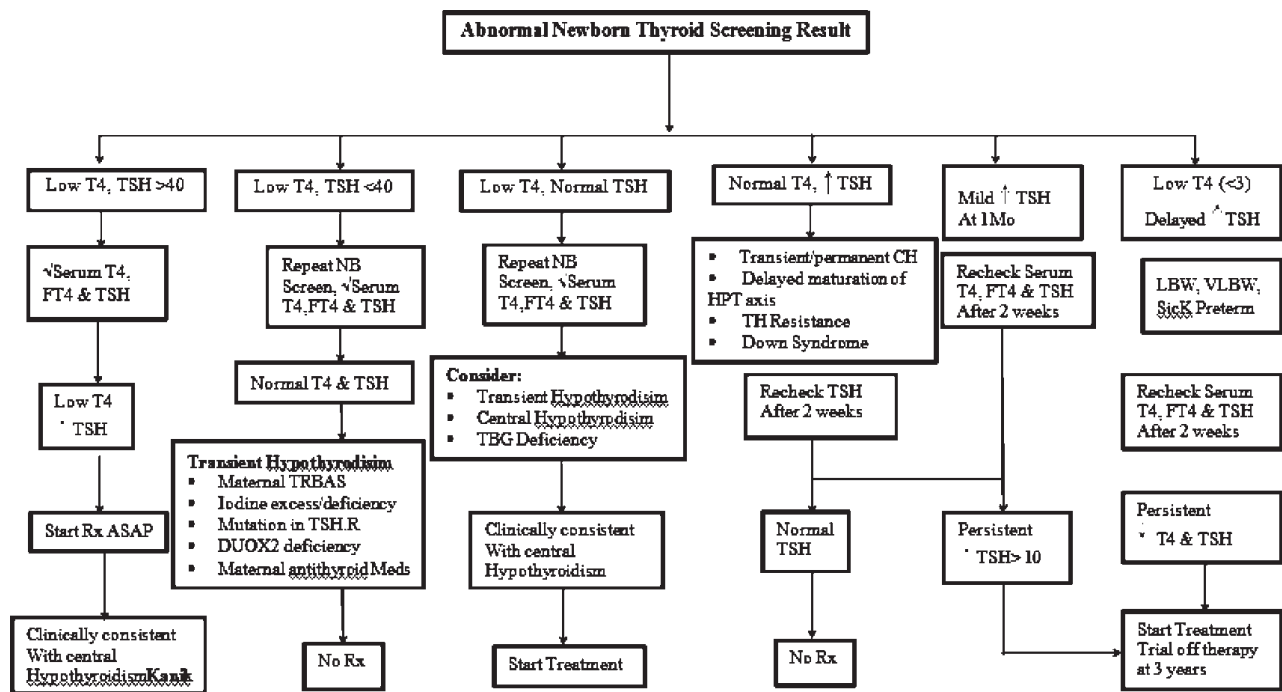 Abnormal Newborn Thyroid Screening Result
Low T4, TSH >40
√Serum T4,
FT4 & TSH
Low T4
TSH
Start Rx ASAP
Clinically consistent
With central
HypothyroidismKanik
Low T4, TSH <40
Repeat NB
Screen, √Serum
T4,FT4 & TSH
Normal T4 & TSH
Transient Hypothyrodisim
• Maternal TRBAS
• Iodine excess/deficiency
• Mutation in TSH.R
• DUOX2 deficiency
• Maternal antithyroid Meds
No Rx
Low T4, Normal TSH
Repeat NB
Screen, √Serum
T4,FT4 & TSH
Consider:
• Transient Hypothyrodisim
• Central Hypothyrodisim
• TBG Deficiency
Clinically consistent
With central
Hypothyroidism
Start Treatment
Normal T4, ↑ TSH
• Transient/permanent CH
• Delayed maturation of
HPT axis
• TH Resistance
• Down Syndrome
Recheck TSH
After 2 weeks
Normal
TSH
No Rx
Mild ↑ TSH
At 1Mo
Recheck Serum
T4, FT4 & TSH
After 2 weeks
Persistent
TSH> 10
Low T4 (<3)
Delayed ↑ TSH
LBW, VLBW,
SicK Preterm
Recheck Serum
T4, FT4 & TSH
After 2 weeks
Persistent
T4 & TSH
Start Treatment
Trial off therapy
at 3 years